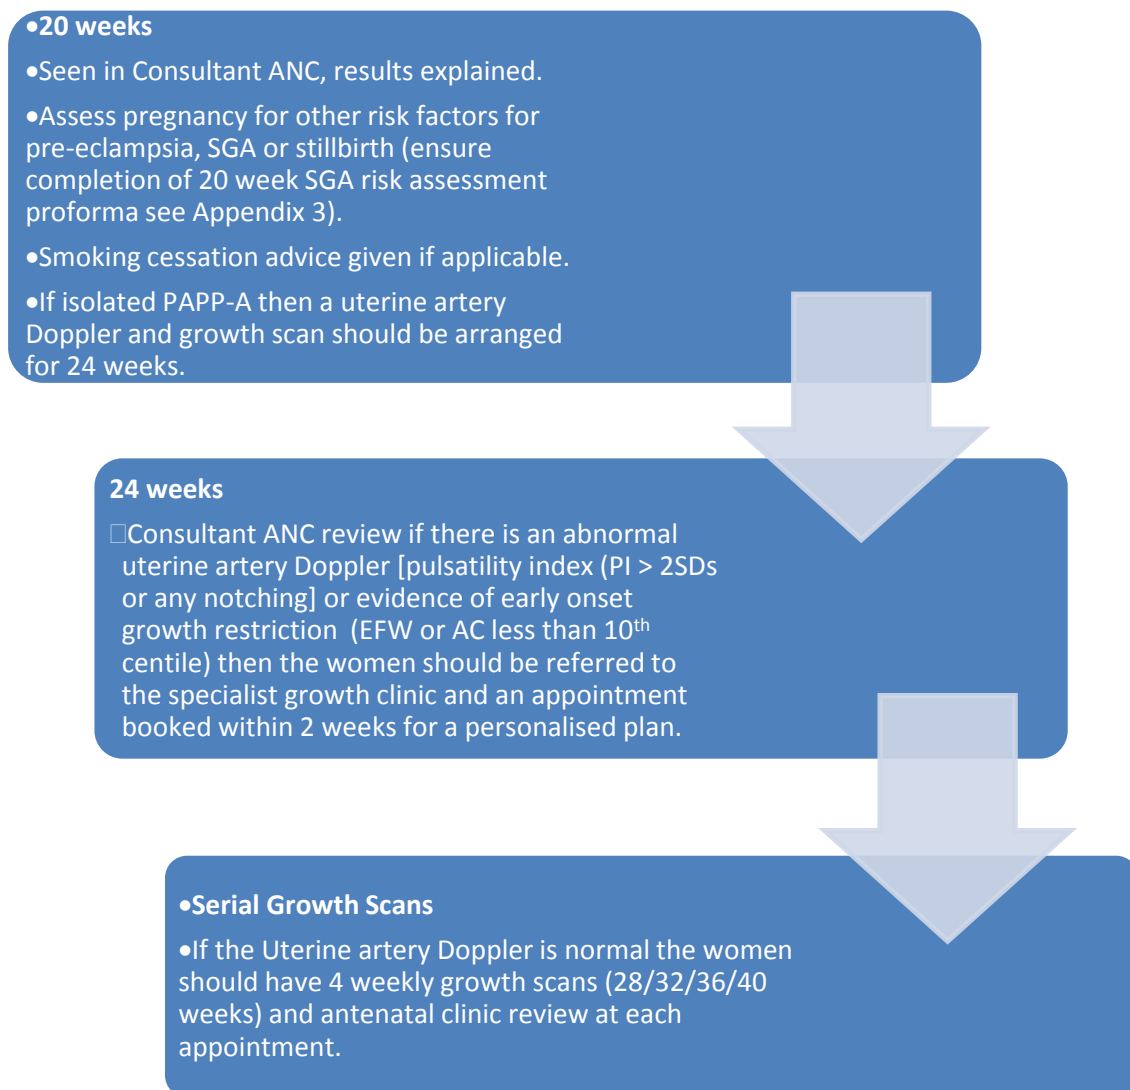 •20 weeks
•Seen in Consultant ANC, results explained.
•Assess pregnancy for other risk factors for
pre-eclampsia, SGA or stillbirth (ensure
completion of 20 week SGA risk assessment
proforma see Appendix 3).
•Smoking cessation advice given if applicable.
•If isolated PAPP-A then a uterine artery
Doppler and growth scan should be arranged
for 24 weeks.
24 weeks
□Consultant ANC review if there is an abnormal
uterine artery Doppler [pulsatility index (PI > 2SDs
or any notching] or evidence of early onset
growth restriction (EFW or AC less than 10th
centile) then the women should be referred to
the specialist growth clinic and an appointment
booked within 2 weeks for a personalised plan.
•Serial Growth Scans
•If the Uterine artery Doppler is normal the women
should have 4 weekly growth scans (28/32/36/40
weeks) and antenatal clinic review at each
appointment.